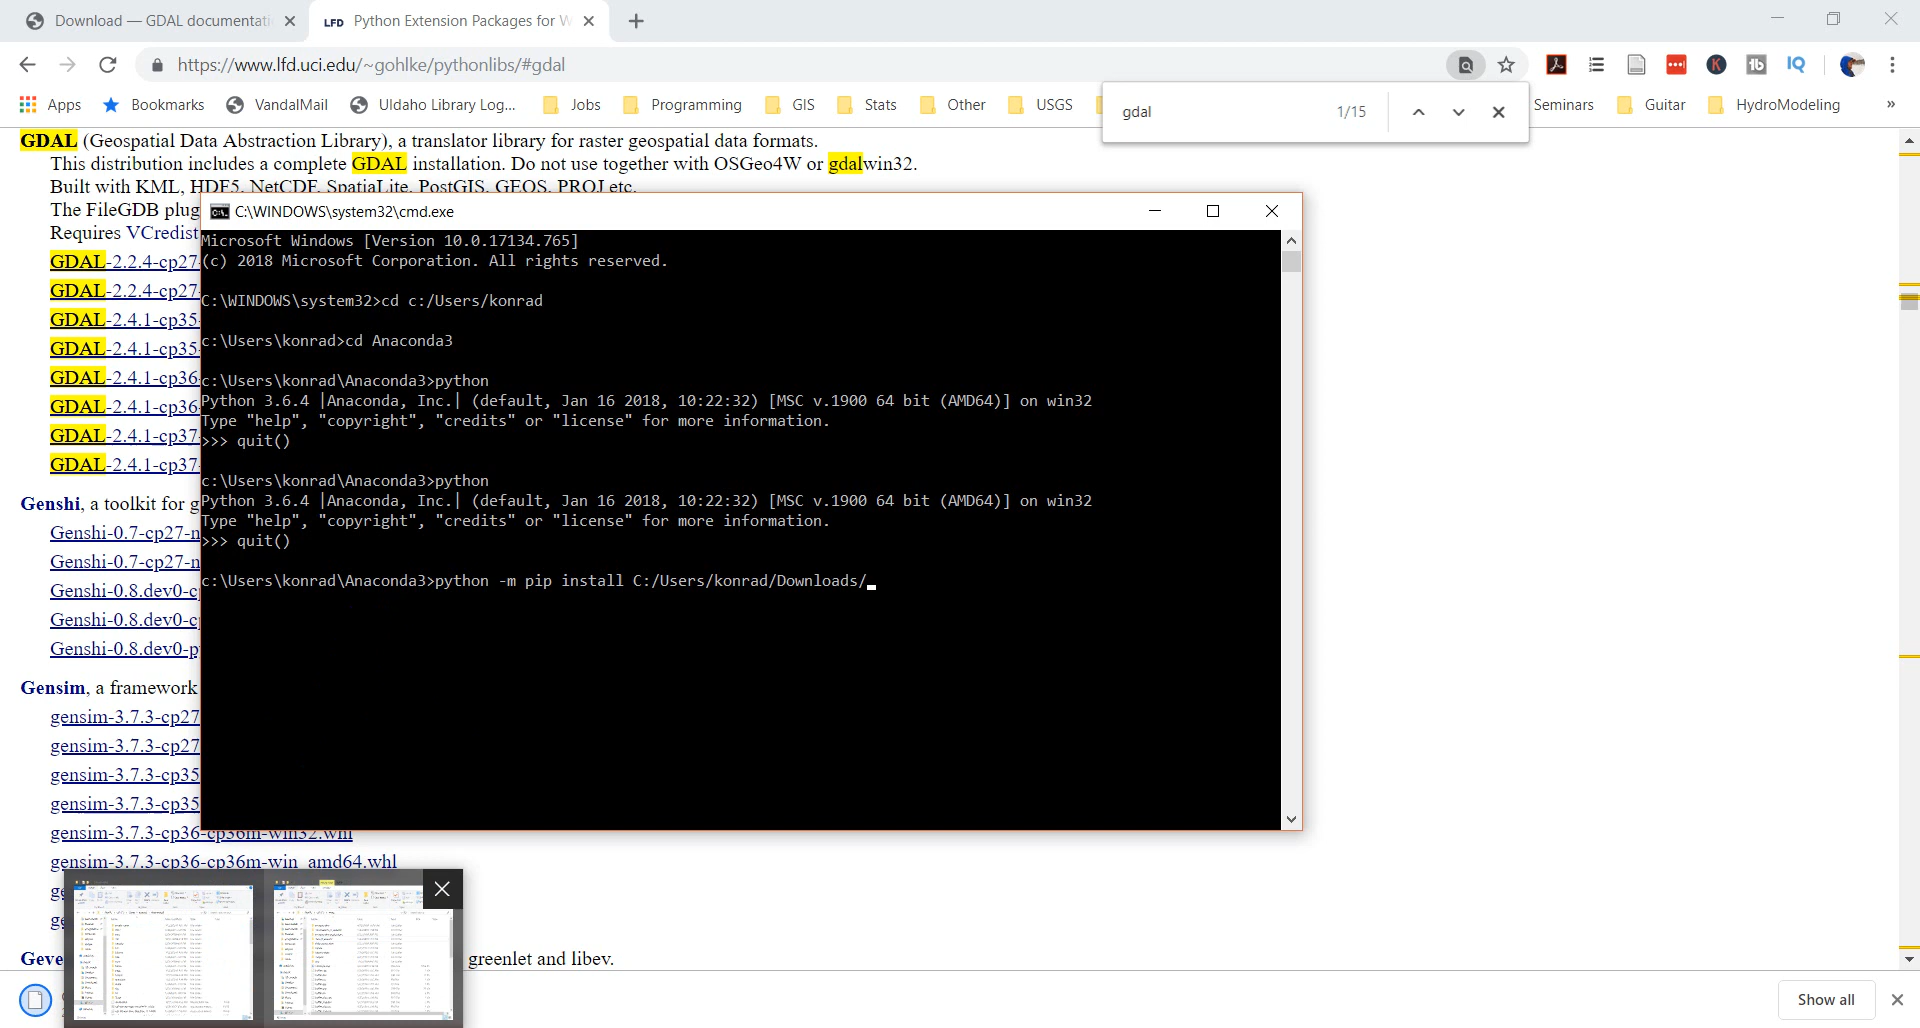 Download — GDAL documentati
LFD Python Extension Packages for W
https://www.lfd.uci.edu/~gohlke/pythonlibs/#gdal
Apps
Bookmarks
VandalMail
UIdaho Library Log...
Jobs
Programming
GIS
Stats
Other
USGS
Seminars
Guitar
HydroModeling
»
gdal
1/15
GDAL (Geospatial Data Abstraction Library), a translator library for raster geospatial data formats.
This distribution includes a complete GDAL installation. Do not use together with OSGeo4W or gdalwin32.
Built with KML, HDF5, NetCDF, SpatiaLite, PostGIS, GEOS, PROJ etc.
The FileGDB plug
Requires VCredist
GDAL-2.2.4-cp27-
GDAL-2.2.4-cp27-
GDAL-2.4.1-cp35-
GDAL-2.4.1-cp35-
GDAL-2.4.1-cp36-
GDAL-2.4.1-cp36-
GDAL-2.4.1-cp37-
GDAL-2.4.1-cp37-
Genshi, a toolkit for g
Genshi-0.7-cp27-n
Genshi-0.7-cp27-n
Genshi-0.8.dev0-c
Genshi-0.8.dev0-c
Genshi-0.8.dev0-p
Gensim, a framework
gensim-3.7.3-cp27
gensim-3.7.3-cp27
gensim-3.7.3-cp35
gensim-3.7.3-cp35
gensim-3.7.3-cp36-cp36m-win32.whl
gensim-3.7.3-cp36-cp36m-win_amd64.whl
ge
ge
Geve
greenlet and libev.
C:\WINDOWS\system32\cmd.exe
Microsoft Windows [Version 10.0.17134.765]
(c) 2018 Microsoft Corporation. All rights reserved.
C:\WINDOWS\system32>cd c:/Users/konrad
c:\Users\konrad>cd Anaconda3
c:\Users\konrad\Anaconda3>python
Python 3.6.4 |Anaconda, Inc.| (default, Jan 16 2018, 10:22:32) [MSC v.1900 64 bit (AMD64)] on win32
Type "help", "copyright", "credits" or "license" for more information.
>>> quit()
c:\Users\konrad\Anaconda3>python
Python 3.6.4 |Anaconda, Inc.| (default, Jan 16 2018, 10:22:32) [MSC v.1900 64 bit (AMD64)] on win32
Type "help", "copyright", "credits" or "license" for more information.
>>> quit()
c:\Users\konrad\Anaconda3>python -m pip install C:/Users/konrad/Downloads/_
Show all